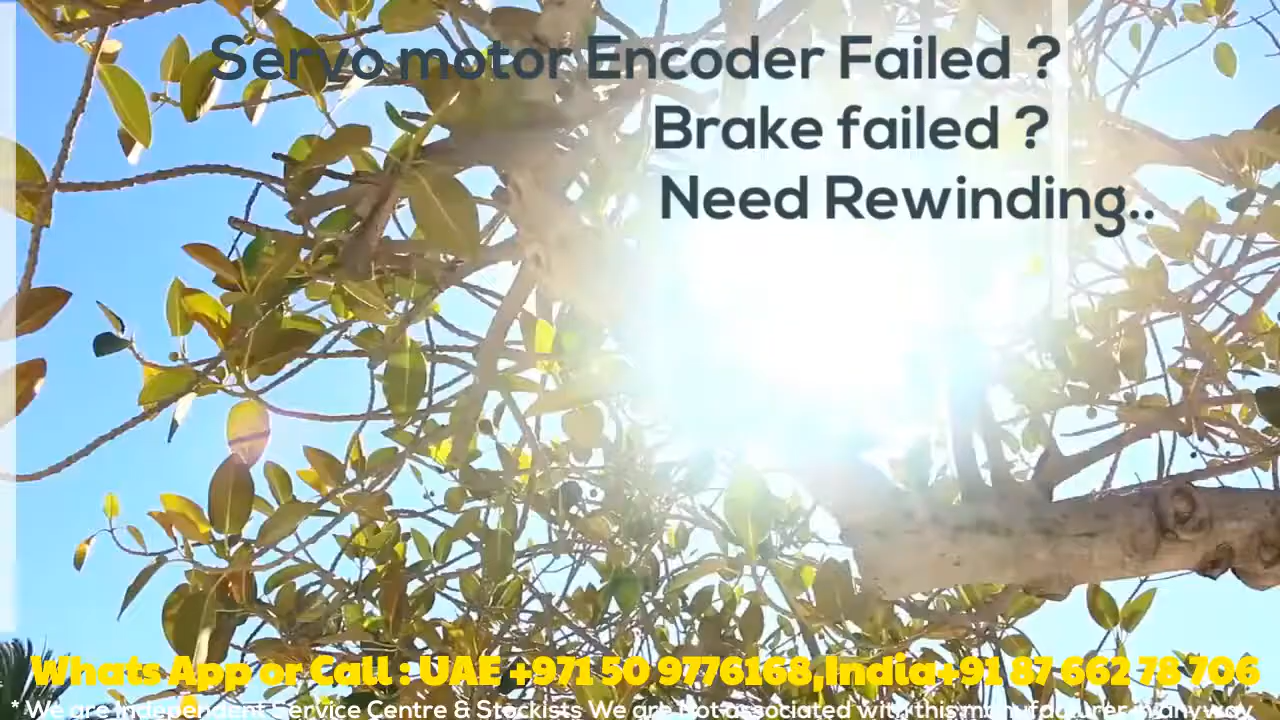 Servo motor Encoder Failed ?
Brake failed ?
Need Rewinding..
Whats App or Call : UAE +971 50 9776168,India+91 87 662 78 706
* We are Independent Service Centre & Stockists We are Not associated with this manufacturer in anyway